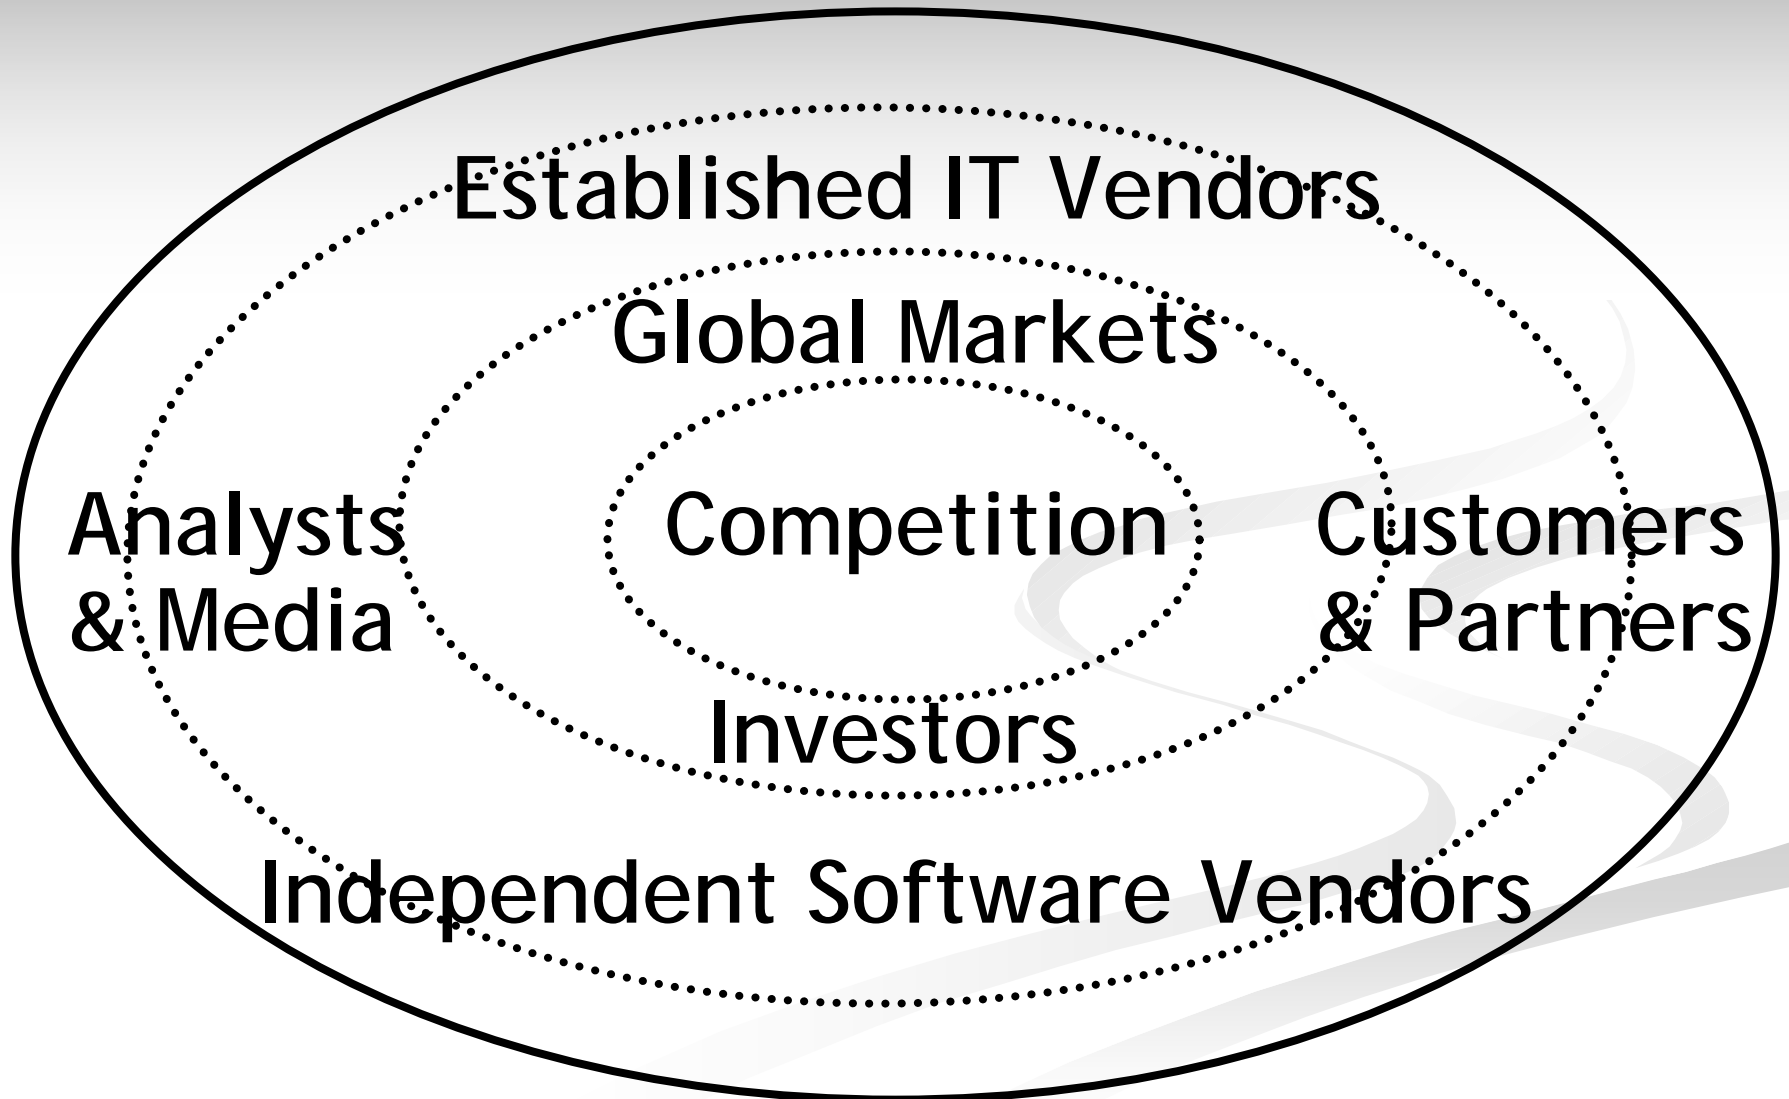 Established IT Vendors
Global Markets
Analysts
& Media
Competition
Customers
& Partners
Investors
Independent Software Vendors